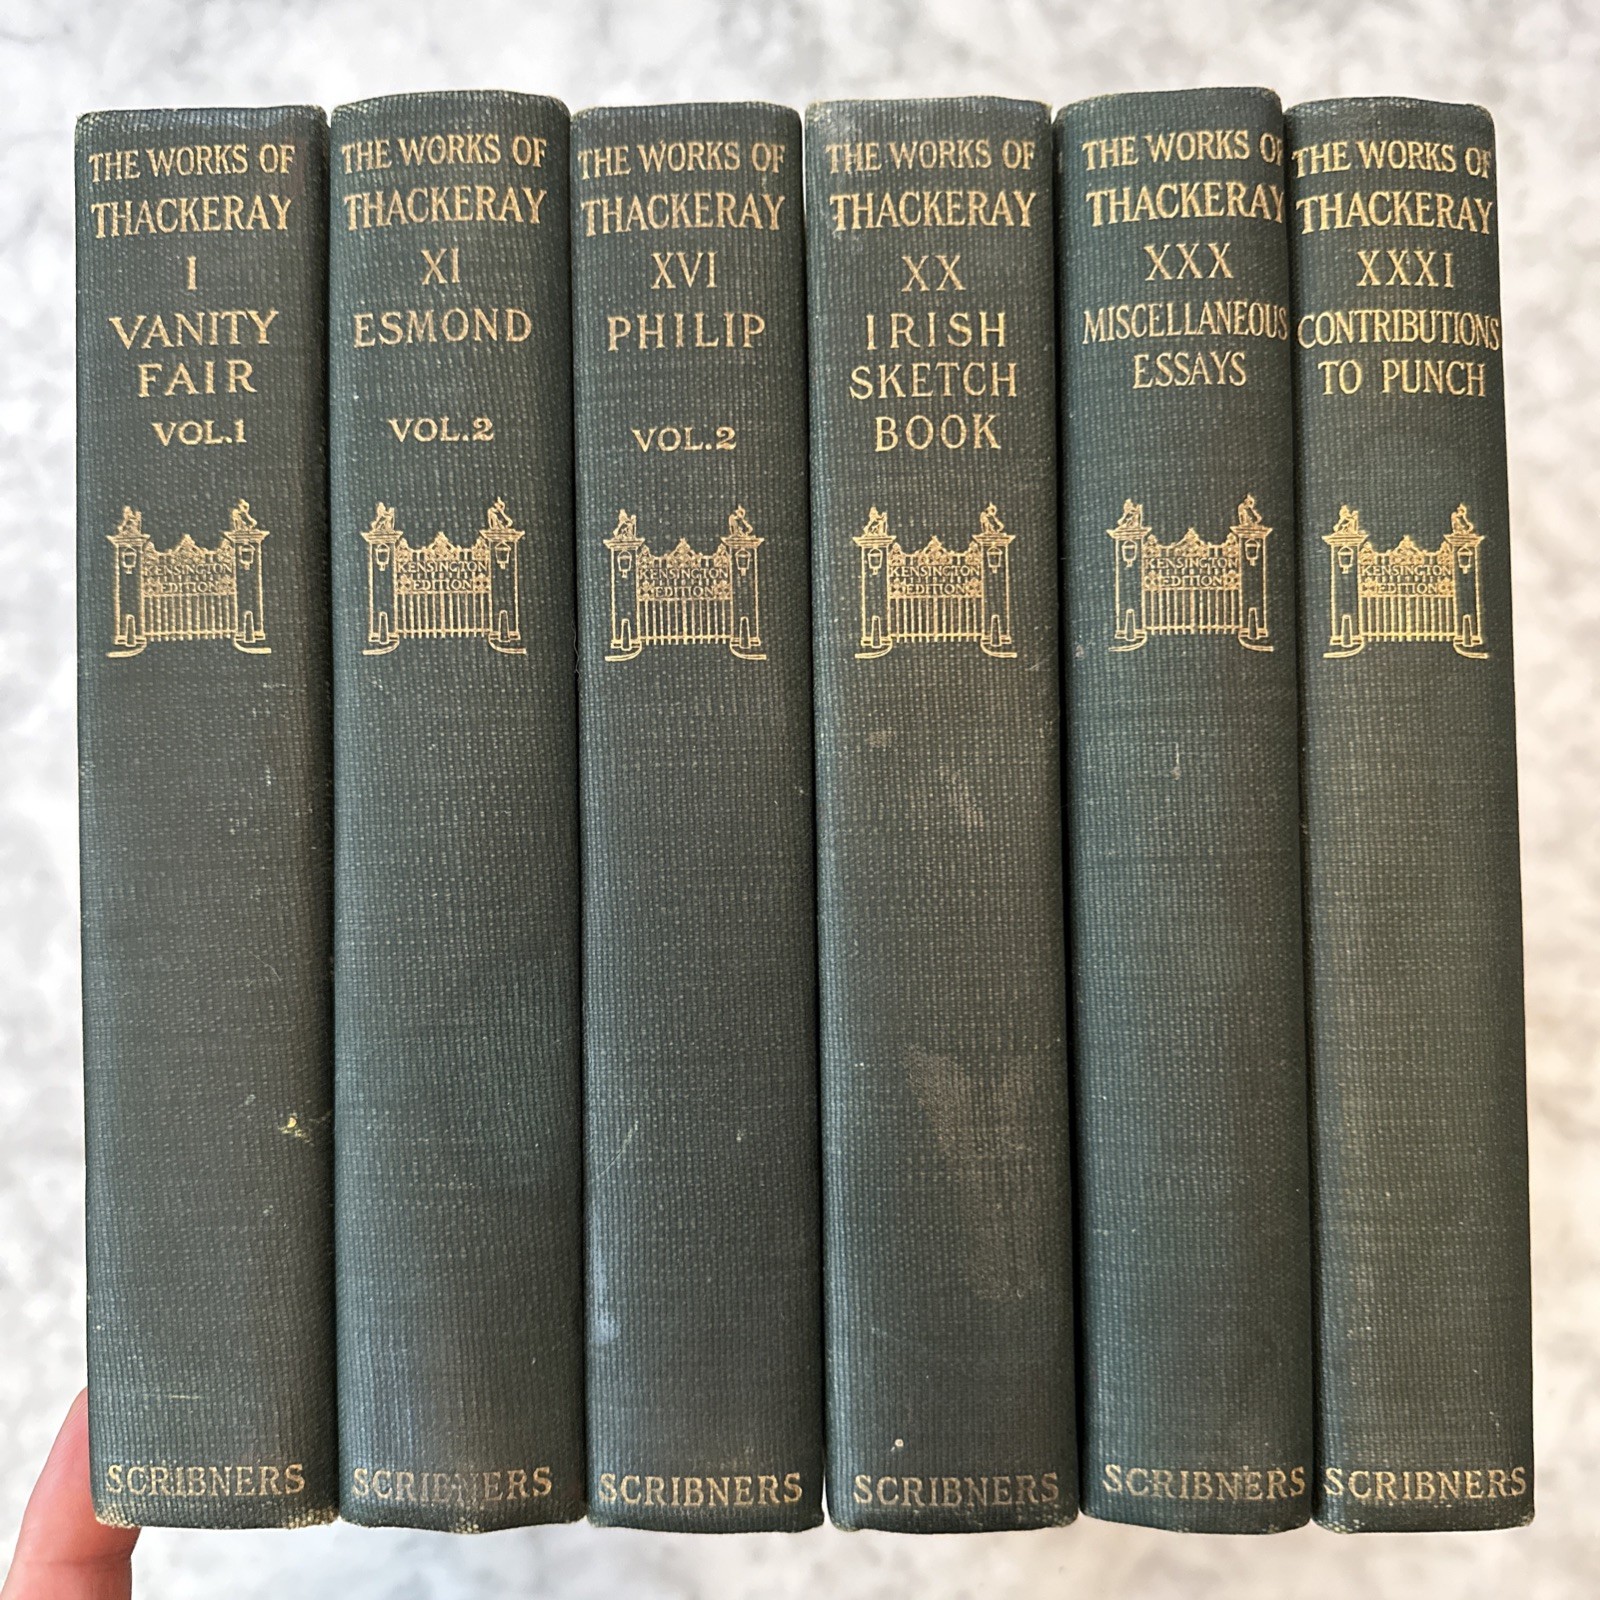 THE WORKS OF
THACKERAY
I
VANITY
FAIR
VOL.1
KENSINGTON
EDITION
SCRIBNERS
THE WORKS OF
THACKERAY
XI
ESMOND
VOL.2
KENSINGTON
EDITION
SCRIBNERS
THE WORKS OF
THACKERAY
XVI
PHILIP
VOL.2
KENSINGTON
EDITION
SCRIBNERS
THE WORKS OF
THACKERAY
XX
IRISH
SKETCH
BOOK
KENSINGTON
EDITION
SCRIBNERS
THE WORKS OF
THACKERAY
XXX
MISCELLANEOUS
ESSAYS
KENSINGTON
EDITION
SCRIBNERS
THE WORKS OF
THACKERAY
XXXI
CONTRIBUTIONS
TO PUNCH
KENSINGTON
EDITION
SCRIBNERS